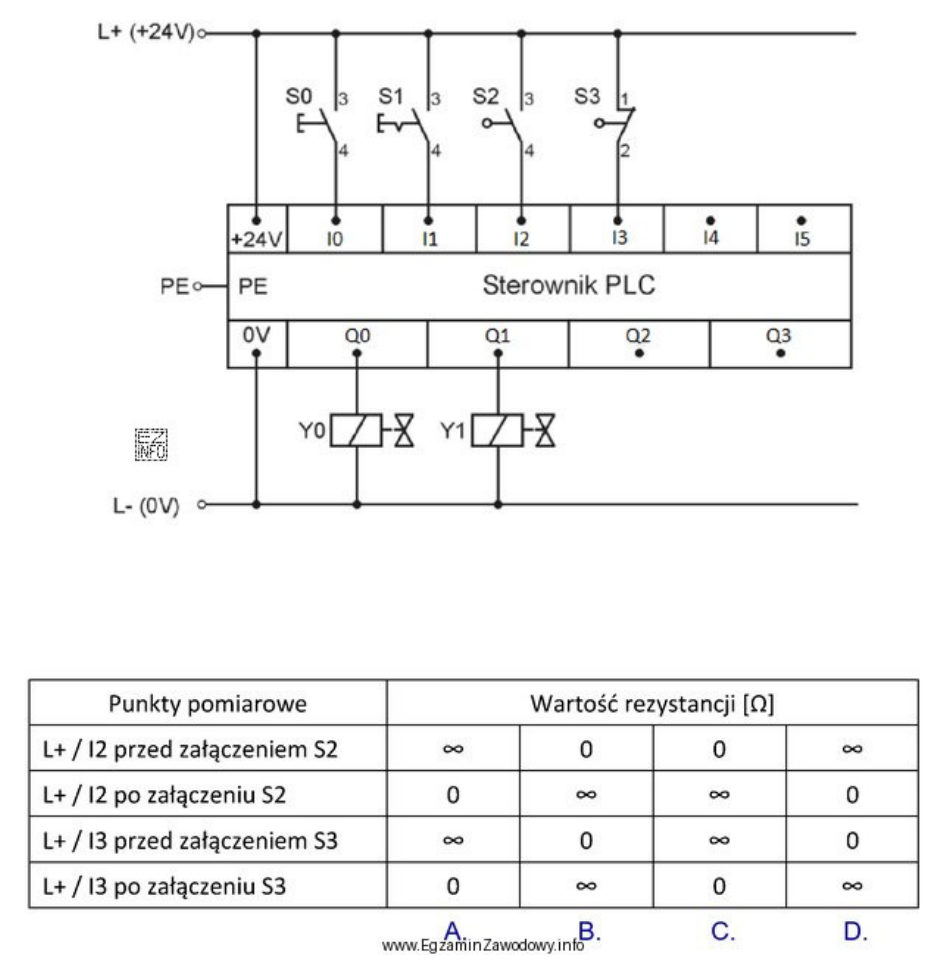 L+ (+24V)
S0 3 S1 3 S2 3 S3 1
4 4 4 2
+24V I0 I1 I2 I3 I4 I5
PE PE Sterownik PLC
0V Q0 Q1 Q2 Q3
Y0 Y1
EZ
INFO
L- (0V)
Punkty pomiarowe Wartość rezystancji [Ω]
L+ / I2 przed załączeniem S2 ∞ 0 0 ∞
L+ / I2 po załączeniu S2 0 ∞ ∞ 0
L+ / I3 przed załączeniem S3 ∞ 0 ∞ 0
L+ / I3 po załączeniu S3 0 ∞ 0 ∞
A. B. C. D.
www.EgzaminZawodowy.info